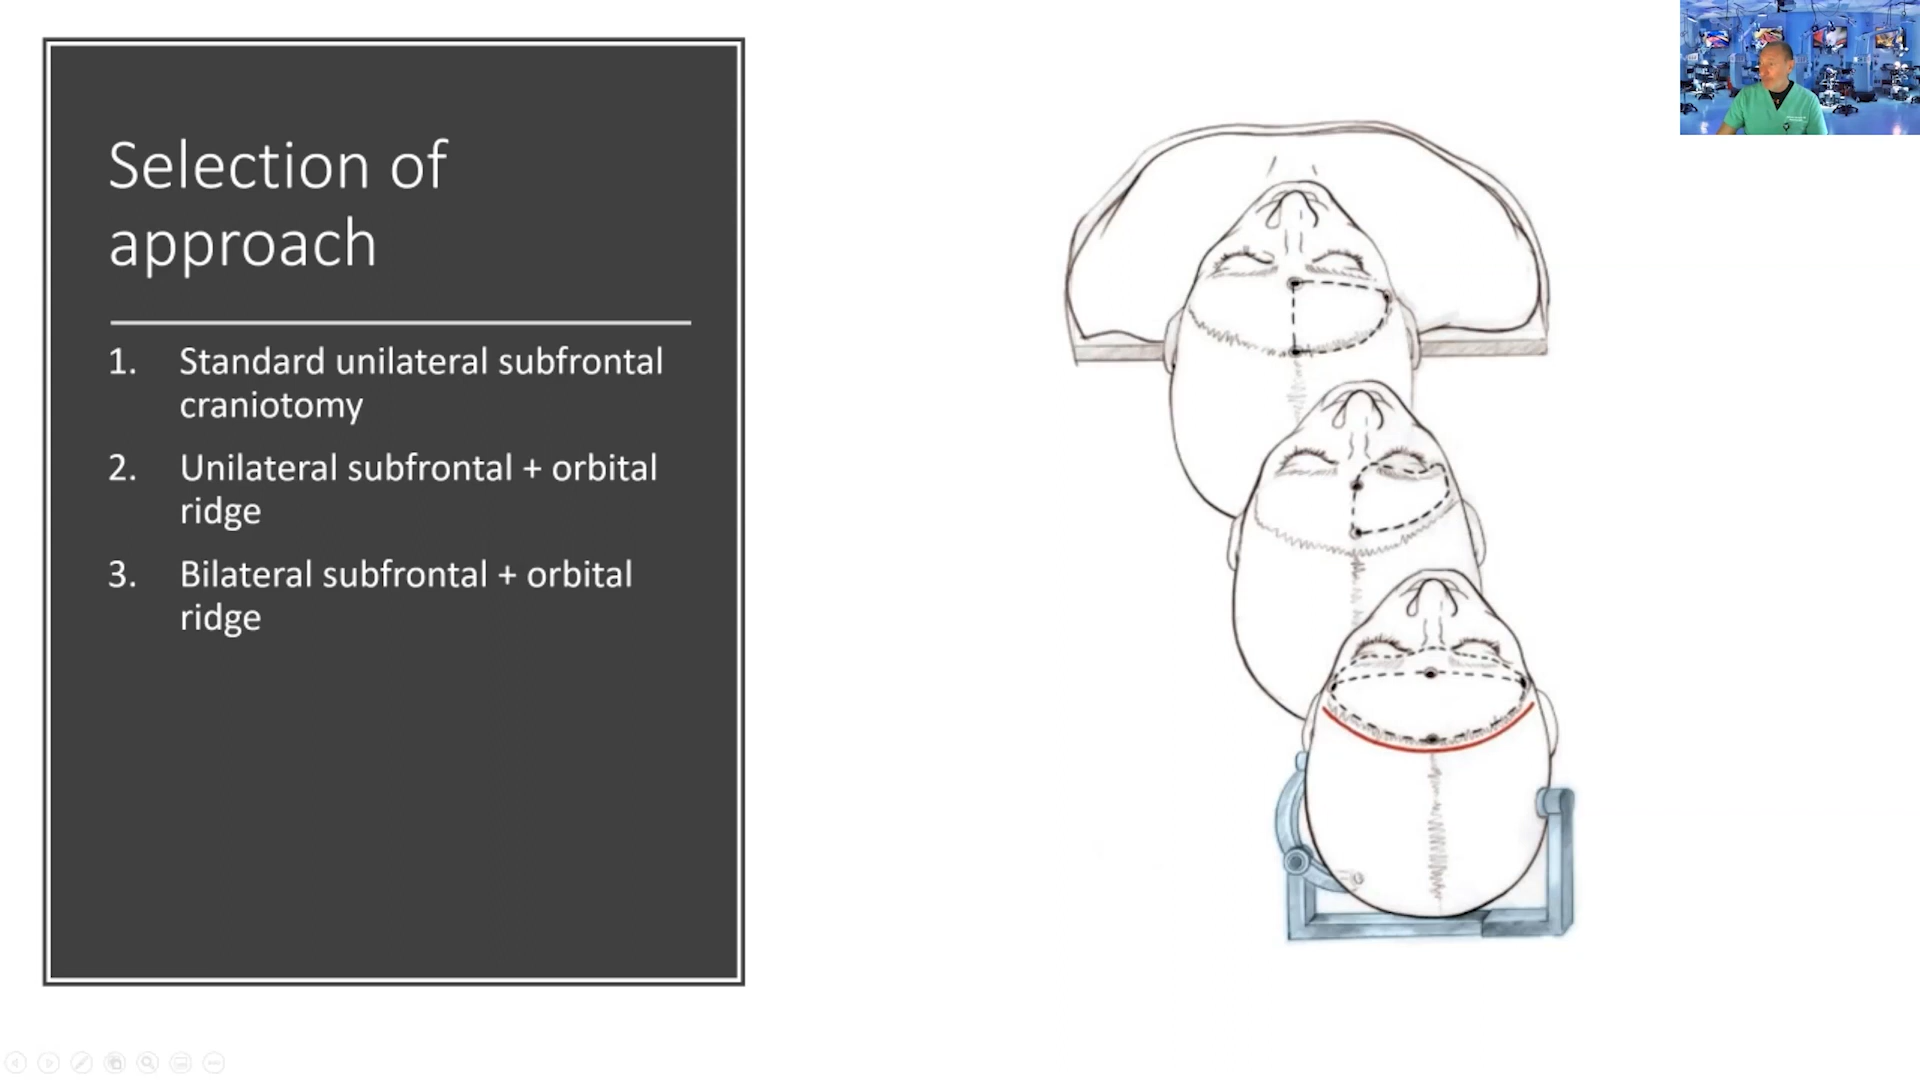 Selection of
approach
1. Standard unilateral subfrontal
craniotomy
2. Unilateral subfrontal + orbital
ridge
3. Bilateral subfrontal + orbital
ridge